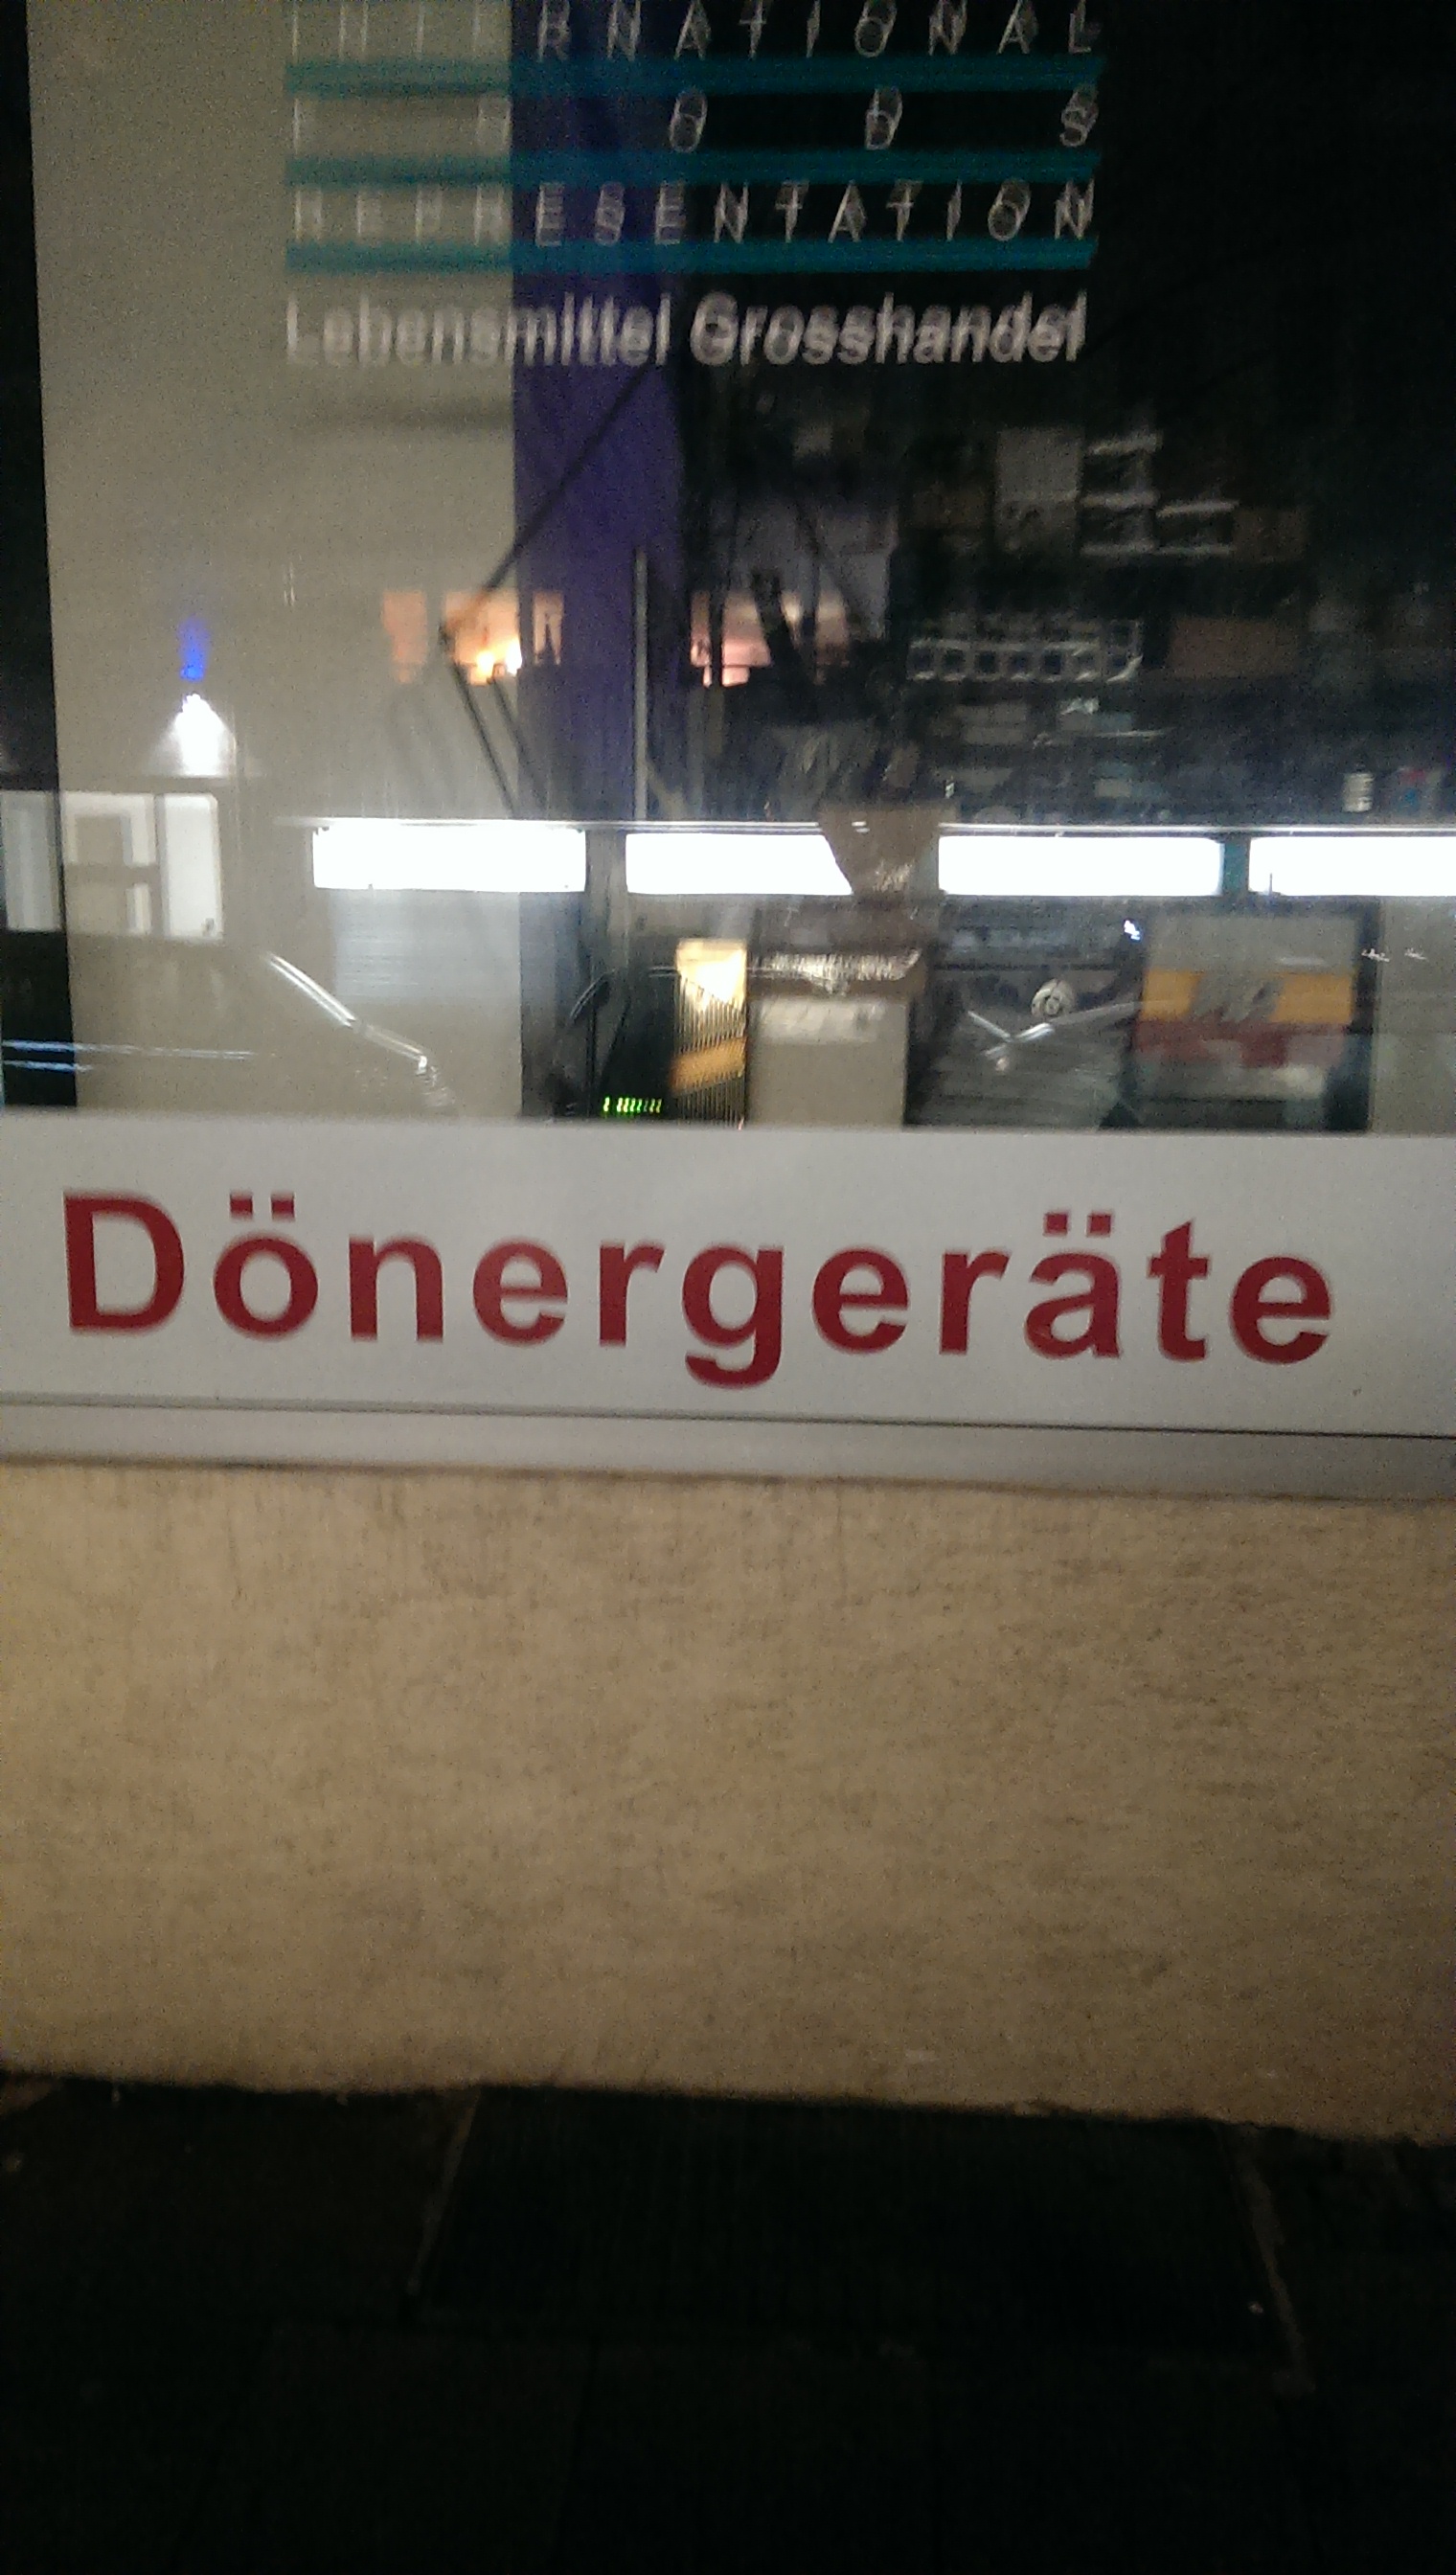 INTERNATIONAL
FOODS
REPRESENTATION
Lebensmittel Grosshandel
Dönergeräte